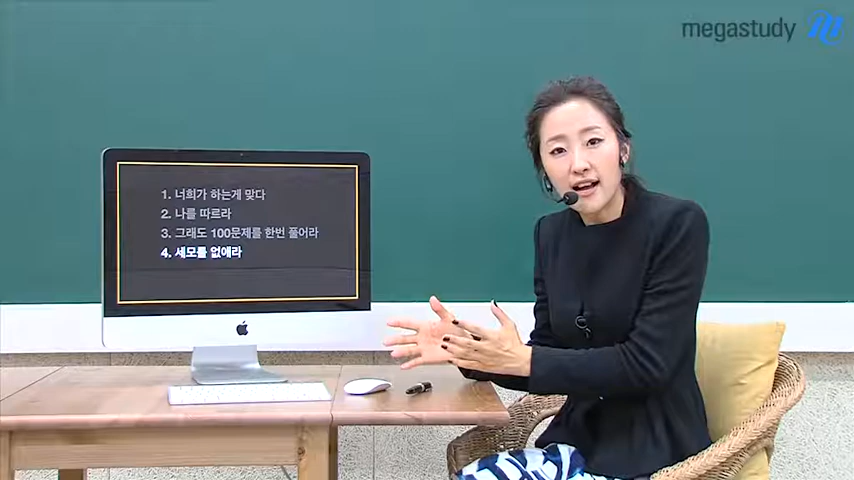 megastudy
1. 너희가 하는게 맞다
2. 나를 따르라
3. 그래도 100문제를 한번 풀어라
4. 세모를 없애라